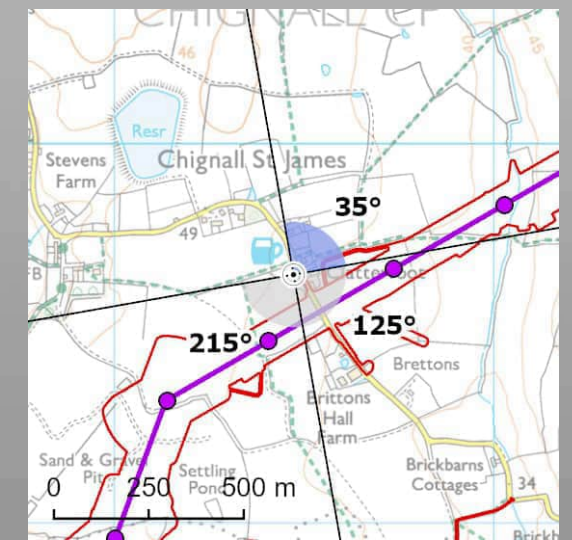 CHIGNALL CP
46
40
45
Resr
Stevens
Farm
Chignall St James
35°
49
FB
215°
125°
Brettons
Brittons
Hall
Farm
Sand & Gravel
Pit
Settling
Pond
Brickbarns
Cottages
34
0 250 500 m